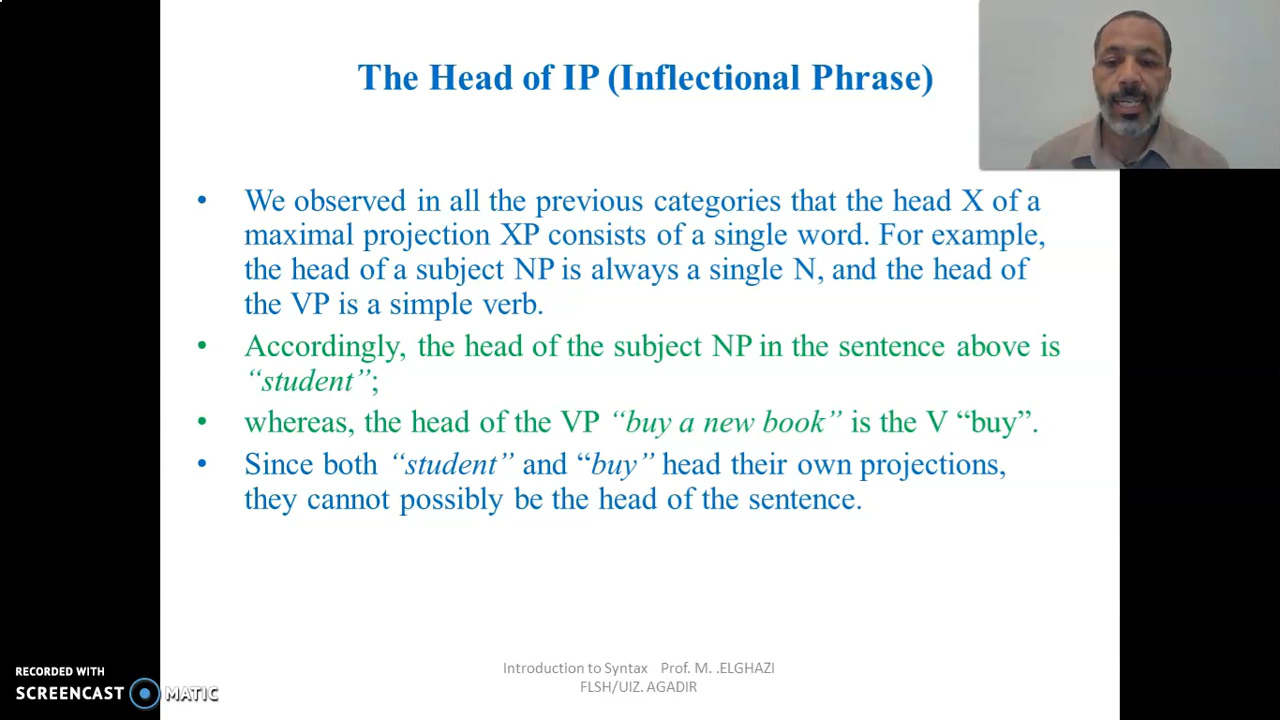 The Head of IP (Inflectional Phrase)
• We observed in all the previous categories that the head X of a
maximal projection XP consists of a single word. For example,
the head of a subject NP is always a single N, and the head of
the VP is a simple verb.
• Accordingly, the head of the subject NP in the sentence above is
“student”;
• whereas, the head of the VP “buy a new book” is the V “buy”.
• Since both “student” and “buy” head their own projections,
they cannot possibly be the head of the sentence.
Introduction to Syntax Prof. M. .ELGHAZI
FLSH/UIZ. AGADIR
RECORDED WITH
SCREENCAST MATIC